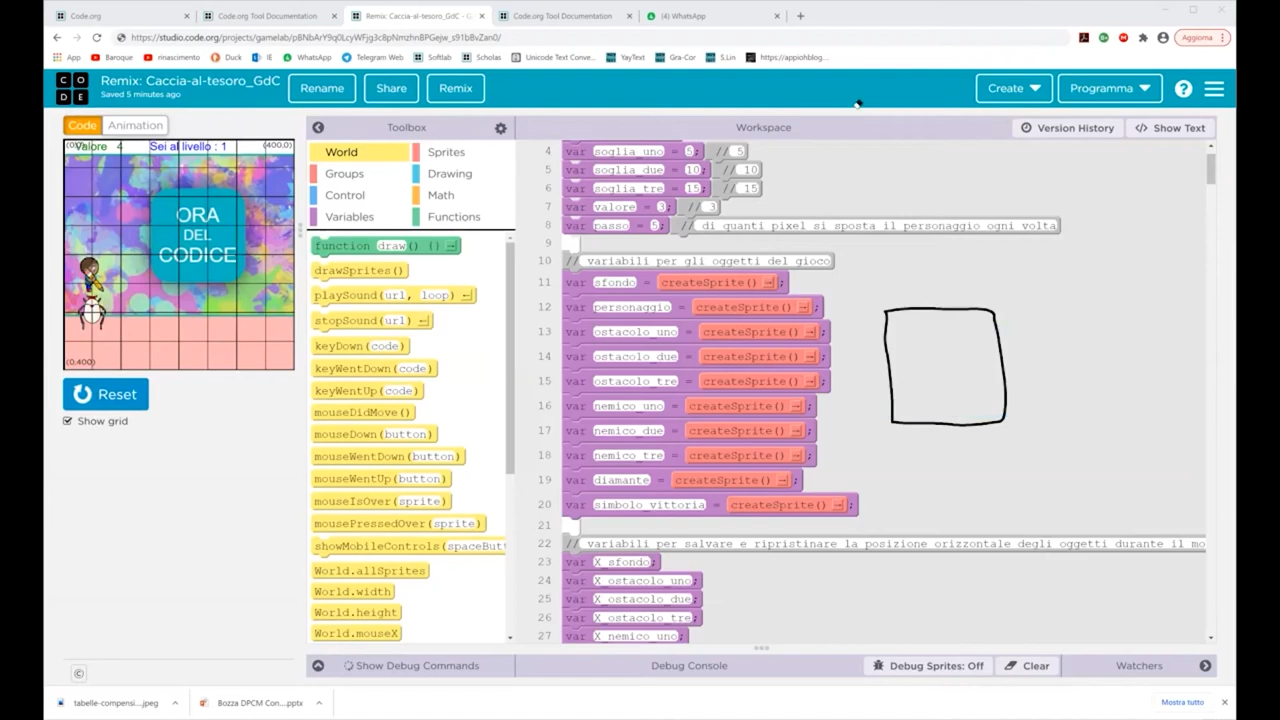 Code.org
Code.org Tool Documentation
Remix: Caccia-al-tesoro_GdC - G
Code.org Tool Documentation
(4) WhatsApp
https://studio.code.org/projects/gamelab/pBNbArY9q0LcyWFjg3c8pNmzhnBPGejw_s91bBvZan0/
Aggiorna
App
Baroque
rinascimento
Duck
IE
WhatsApp
Telegram Web
Softlab
Scholas
Unicode Text Conve...
YayText
Gra-Cor
S.Lin
https://appiohblog....
CODE
Remix: Caccia-al-tesoro_GdC
Saved 5 minutes ago
Rename
Share
Remix
Create
Programma
?
Code
Animation
Toolbox
Workspace
Version History
</> Show Text
Valore 4
Sei al livello : 1
(400,0)
ORA
DEL
CODICE
(0,400)
Reset
Show grid
World
Sprites
Groups
Drawing
Control
Math
Variables
Functions
function draw() {}
drawSprites()
playSound(url, loop)
stopSound(url)
keyDown(code)
keyWentDown(code)
keyWentUp(code)
mouseDidMove()
mouseDown(button)
mouseWentDown(button)
mouseWentUp(button)
mouseIsOver(sprite)
mousePressedOver(sprite)
showMobileControls(spaceButt
World.allSprites
World.width
World.height
World.mouseX
4 var soglia_uno = 5; // 5
5 var soglia_due = 10; // 10
6 var soglia_tre = 15; // 15
7 var valore = 3; // 3
8 var passo = 5; // di quanti pixel si sposta il personaggio ogni volta
9
10 // variabili per gli oggetti del gioco
11 var sfondo = createSprite();
12 var personaggio = createSprite();
13 var ostacolo_uno = createSprite();
14 var ostacolo_due = createSprite();
15 var ostacolo_tre = createSprite();
16 var nemico_uno = createSprite();
17 var nemico_due = createSprite();
18 var nemico_tre = createSprite();
19 var diamante = createSprite();
20 var simbolo_vittoria = createSprite();
21
22 // variabili per salvare e ripristinare la posizione orizzontale degli oggetti durante il mo
23 var X_sfondo;
24 var X_ostacolo_uno;
25 var X_ostacolo_due;
26 var X_ostacolo_tre;
27 var X_nemico_uno;
©
Show Debug Commands
Debug Console
Debug Sprites: Off
Clear
Watchers
tabelle-compensi....jpeg
Bozza DPCM Con....pptx
Mostra tutto